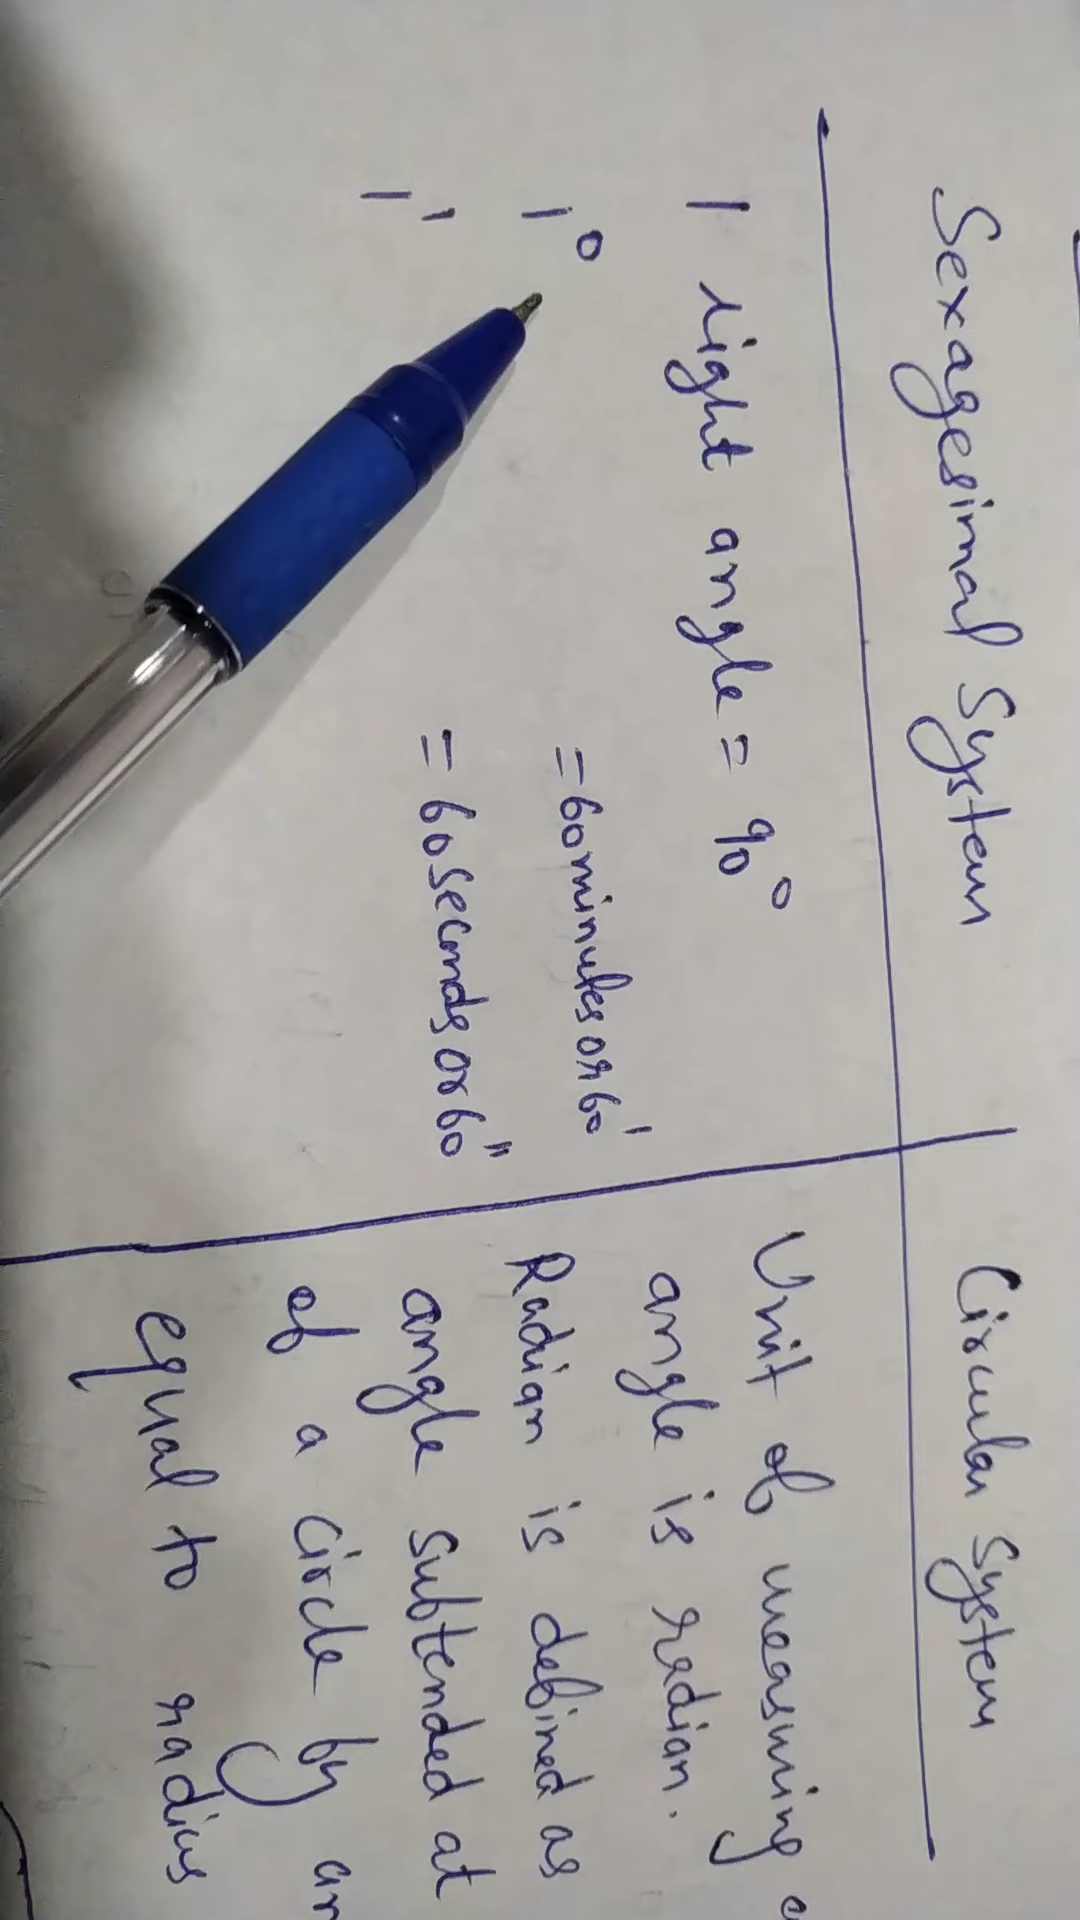 Sexagesimal System
1 right angle = 90°
1° = 60 minutes or 60'
1' = 60 seconds or 60"
Circular System
Unit of measuring
angle is radian.
Radian is defined as
angle subtended at
of a circle by
equal to radius